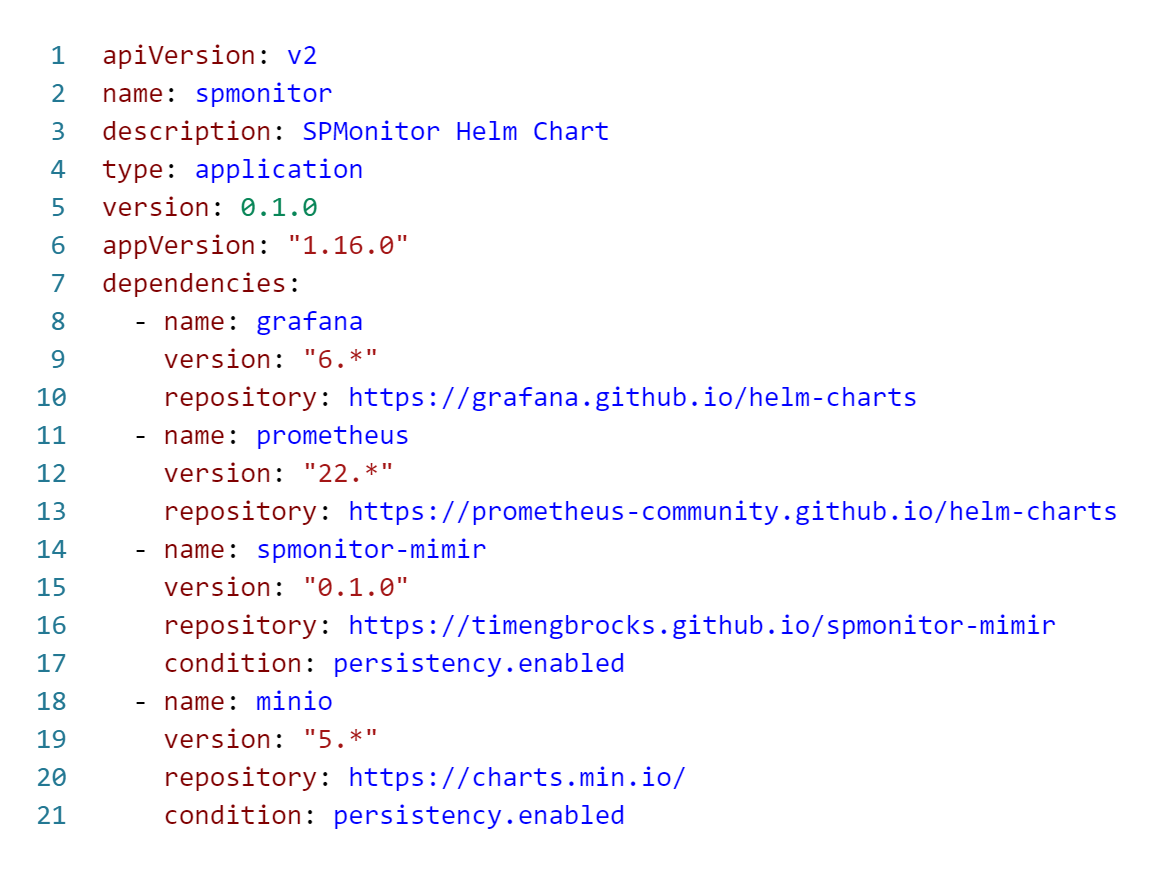 1 apiVersion: v2
2 name: spmonitor
3 description: SPMonitor Helm Chart
4 type: application
5 version: 0.1.0
6 appVersion: "1.16.0"
7 dependencies:
8   - name: grafana
9     version: "6.*"
10     repository: https://grafana.github.io/helm-charts
11   - name: prometheus
12     version: "22.*"
13     repository: https://prometheus-community.github.io/helm-charts
14   - name: spmonitor-mimir
15     version: "0.1.0"
16     repository: https://timengbrocks.github.io/spmonitor-mimir
17     condition: persistency.enabled
18   - name: minio
19     version: "5.*"
20     repository: https://charts.min.io/
21     condition: persistency.enabled